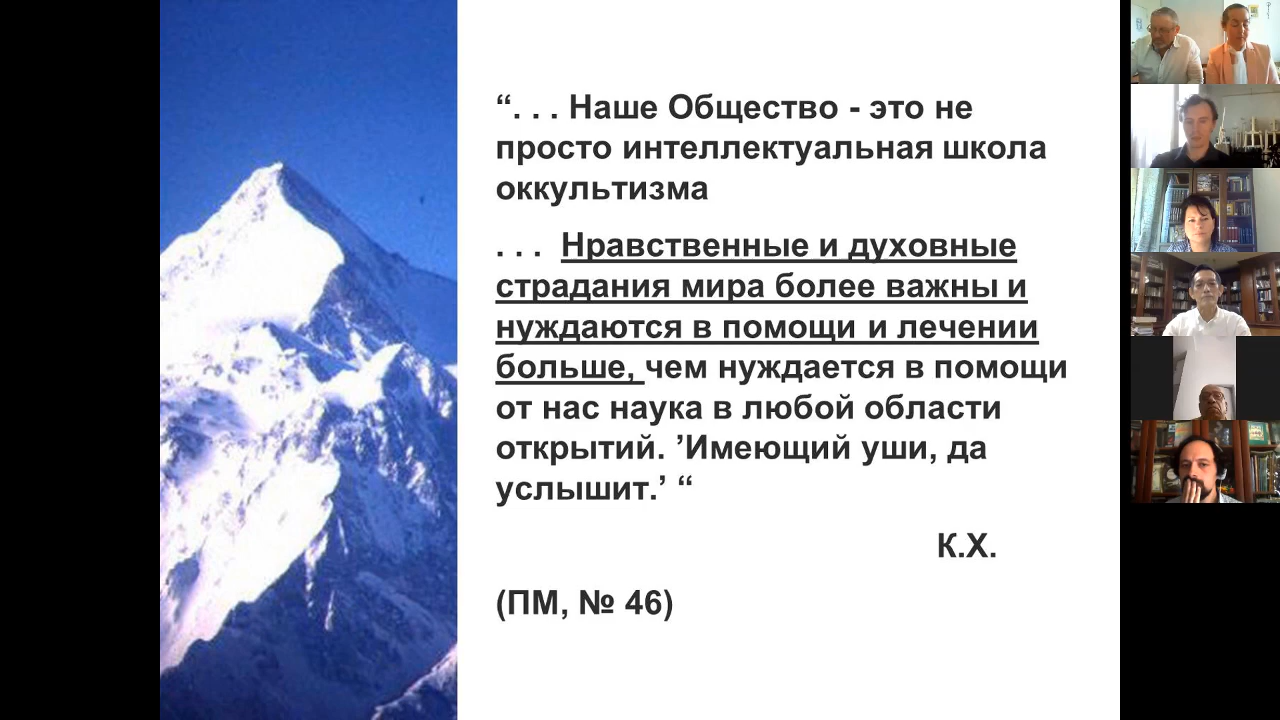 “. . . Наше Общество - это не
просто интеллектуальная школа
оккультизма
. . . Нравственные и духовные
страдания мира более важны и
нуждаются в помощи и лечении
больше, чем нуждается в помощи
от нас наука в любой области
открытий. ’Имеющий уши, да
услышит.’ “
К.Х.
(ПМ, № 46)